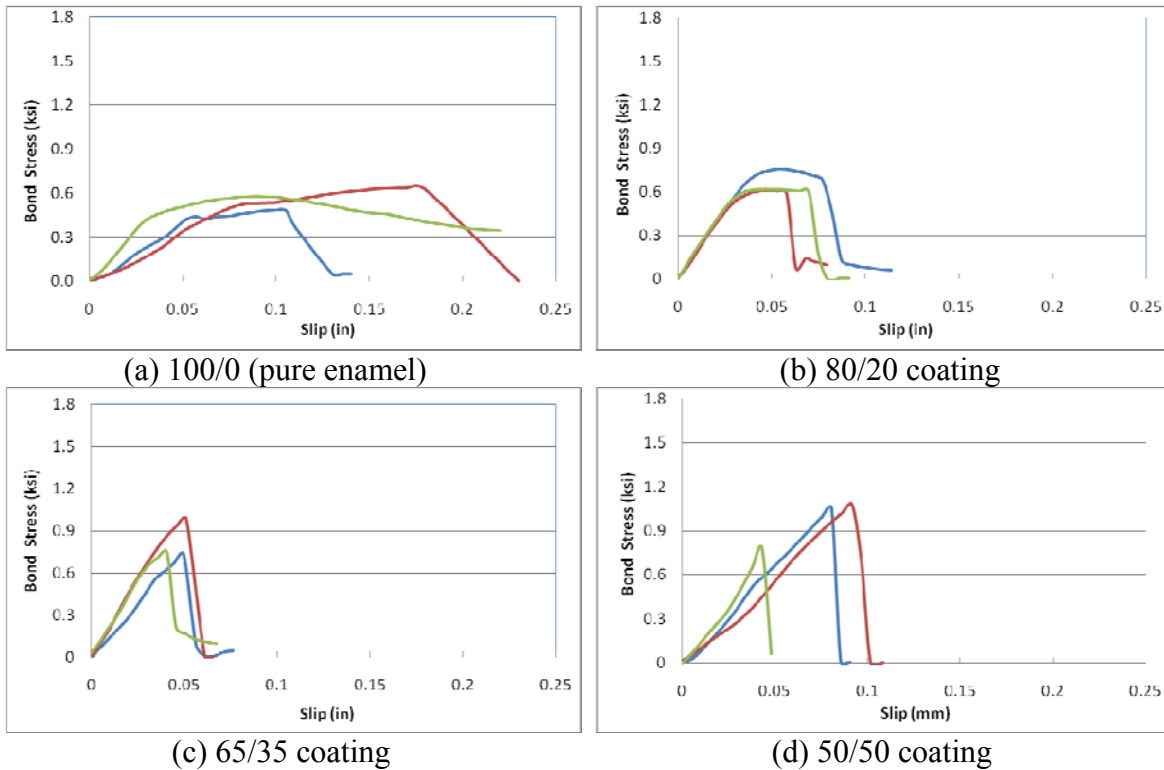 1.8
1.5
1.2
0.9
0.6
0.3
0.0
Bond Stress (ksi)
0 0.05 0.1 0.15 0.2 0.25
Slip (in)
(a) 100/0 (pure enamel)
1.8
1.5
1.2
0.9
0.6
0.3
0
Bond Stress (ksi)
0 0.05 0.1 0.15 0.2 0.25
Slip (in)
(b) 80/20 coating
1.8
1.5
1.2
0.9
0.6
0.3
0
Bond Stress (ksi)
0 0.05 0.1 0.15 0.2 0.25
Slip (in)
(c) 65/35 coating
1.8
1.5
1.2
0.9
0.6
0.3
0
Bond Stress (ksi)
0 0.05 0.1 0.15 0.2 0.25
Slip (mm)
(d) 50/50 coating